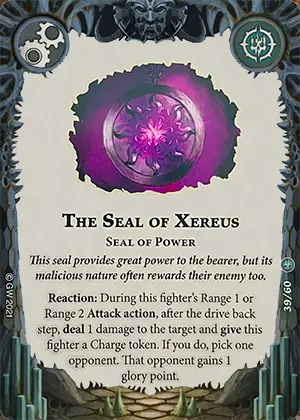 The Seal of Xereus
Seal of Power
This seal provides great power to the bearer, but its
malicious nature often rewards their enemy too.
Reaction: During this fighter's Range 1 or
Range 2 Attack action, after the drive back
step, deal 1 damage to the target and give this
fighter a Charge token. If you do, pick one
opponent. That opponent gains 1
glory point.
© GW 2021
39/60